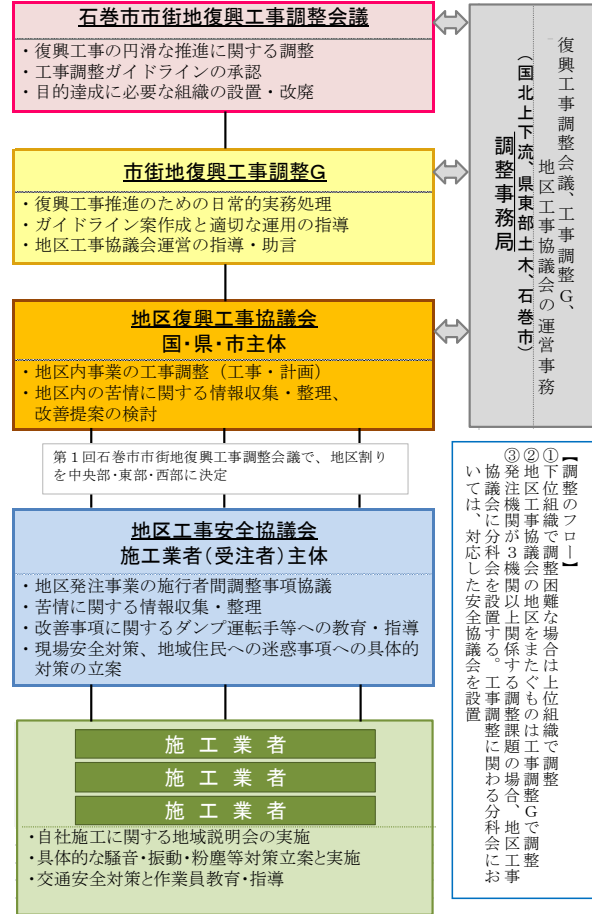 石巻市市街地復興工事調整会議
・復興工事の円滑な推進に関する調整
・工事調整ガイドラインの承認
・目的達成に必要な組織の設置・改廃
市街地復興工事調整G
・復興工事推進のための日常的実務処理
・ガイドライン案作成と適切な運用の指導
・地区工事協議会運営の指導・助言
地区復興工事協議会
国・県・市主体
・地区内事業の工事調整（工事・計画）
・地区内の苦情に関する情報収集・整理、
改善提案の検討
第１回石巻市市街地復興工事調整会議で、地区割り
を中央部・東部・西部に決定
地区工事安全協議会
施工業者(受注者)主体
・地区発注事業の施行者間調整事項協議
・苦情に関する情報収集・整理
・改善事項に関するダンプ運転手等への教育・指導
・現場安全対策、地域住民への迷惑事項への具体的
対策の立案
施工業者
施工業者
施工業者
・自社施工に関する地域説明会の実施
・具体的な騒音・振動・粉塵等対策立案と実施
・交通安全対策と作業員教育・指導
復興工事調整会議、工事調整G、
地区工事協議会の運営事務
（国北上下流、県東部土木、石巻市）
調整事務局
【調整のフロー】
①下位組織で調整困難な場合は上位組織で調整
②地区工事協議会の地区をまたぐものは工事調整Gで調整
③発注機関が３機関以上関係する調整課題の場合、地区工事
協議会に分科会を設置する。工事調整に関わる分科会にお
いては、対応した安全協議会を設置